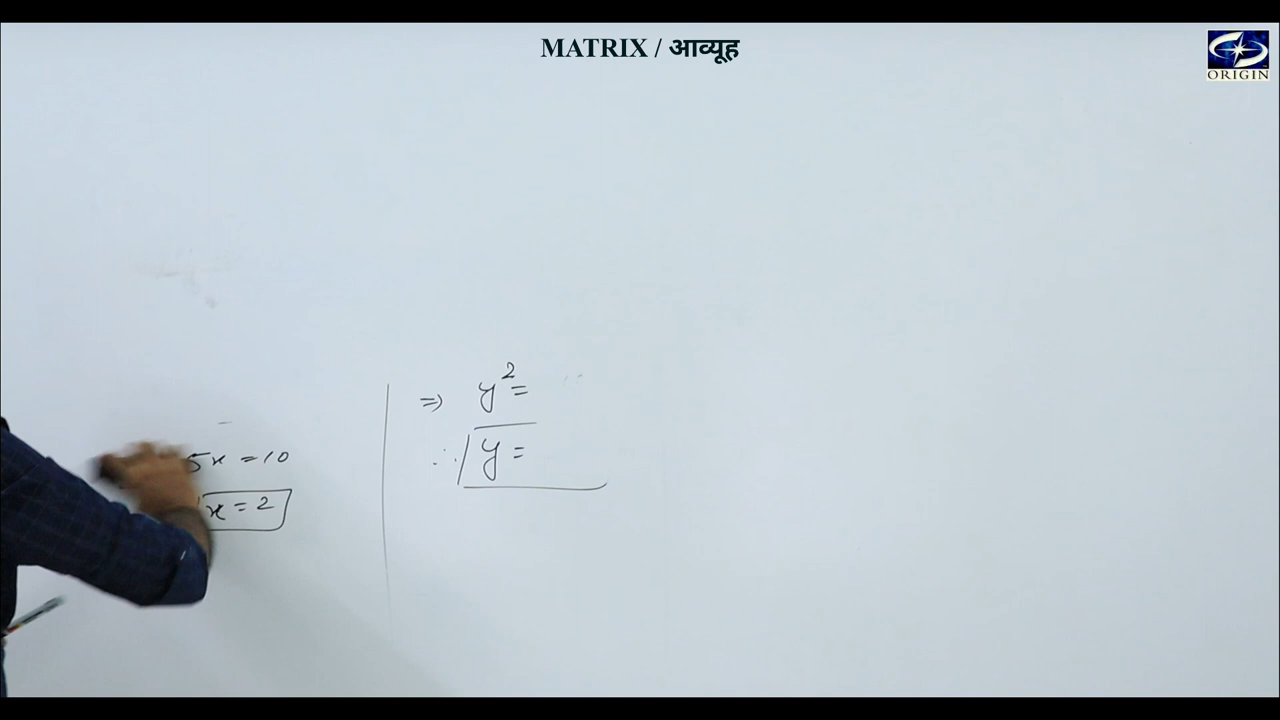 MATRIX / आव्यूह
ORIGIN
5x = 10
x = 2
⇒ y² =
∴ y =